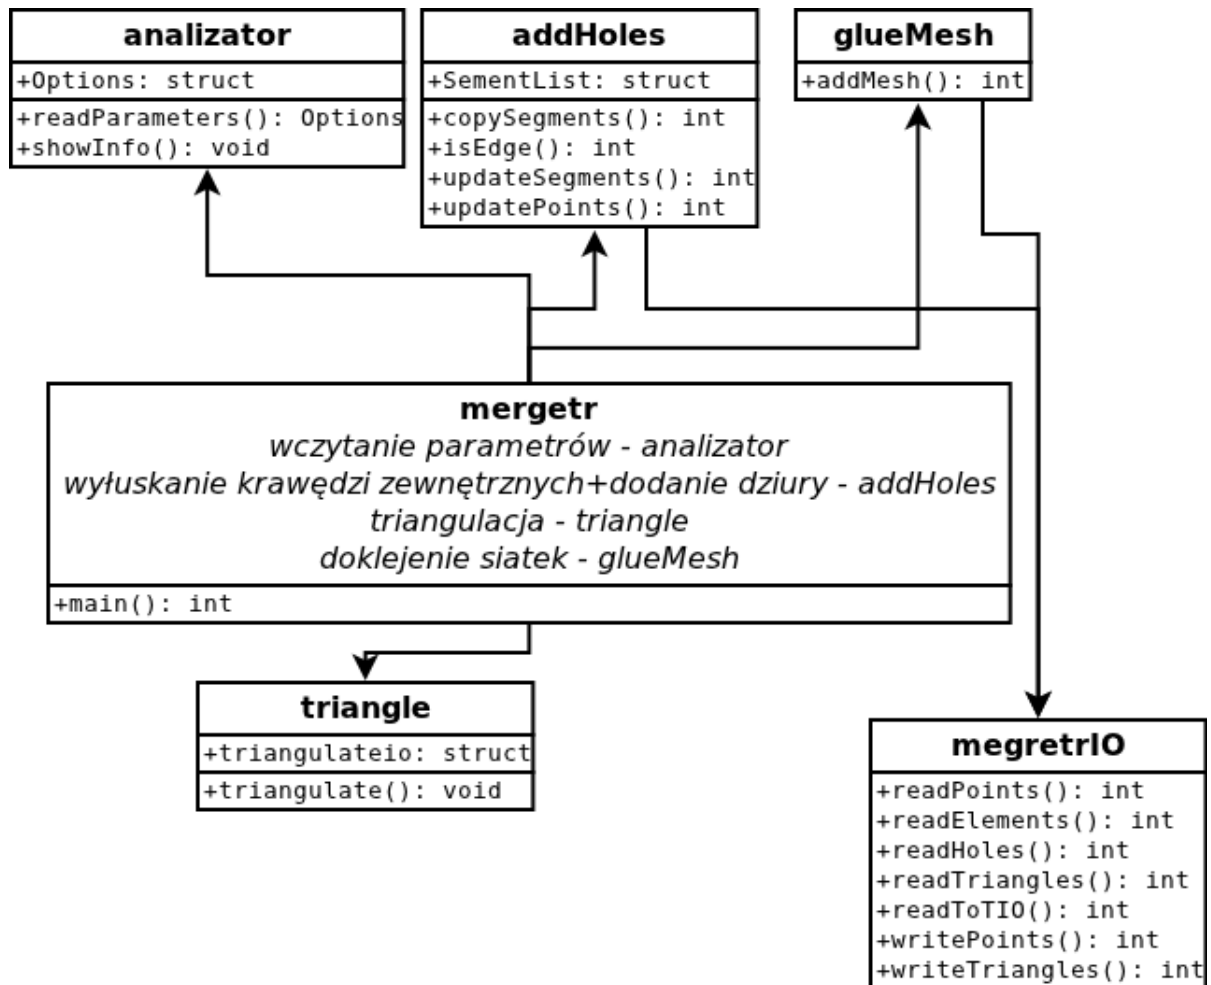 analizator
+Options: struct
+readParameters(): Options
+showInfo(): void
addHoles
+SementList: struct
+copySegments(): int
+isEdge(): int
+updateSegments(): int
+updatePoints(): int
glueMesh
+addMesh(): int
mergetr
wczytanie parametrów - analizator
wyłuskanie krawędzi zewnętrznych+dodanie dziury - addHoles
triangulacja - triangle
doklejenie siatek - glueMesh
+main(): int
triangle
+triangulateio: struct
+triangulate(): void
megretrIO
+readPoints(): int
+readElements(): int
+readHoles(): int
+readTriangles(): int
+readToTIO(): int
+writePoints(): int
+writeTriangles(): int